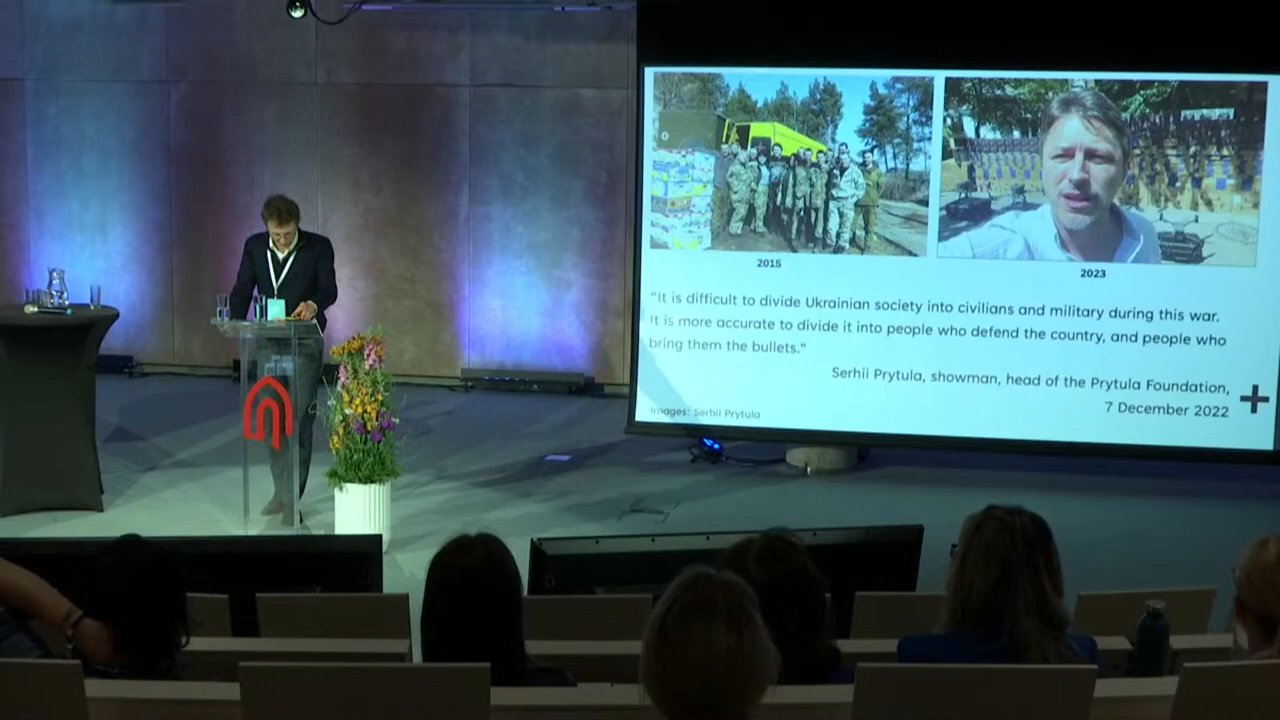 2015
2023
“It is difficult to divide Ukrainian society into civilians and military during this war.
It is more accurate to divide it into people who defend the country, and people who
bring them the bullets.”
Serhii Prytula, showman, head of the Prytula Foundation,
7 December 2022
Images: Serhii Prytula